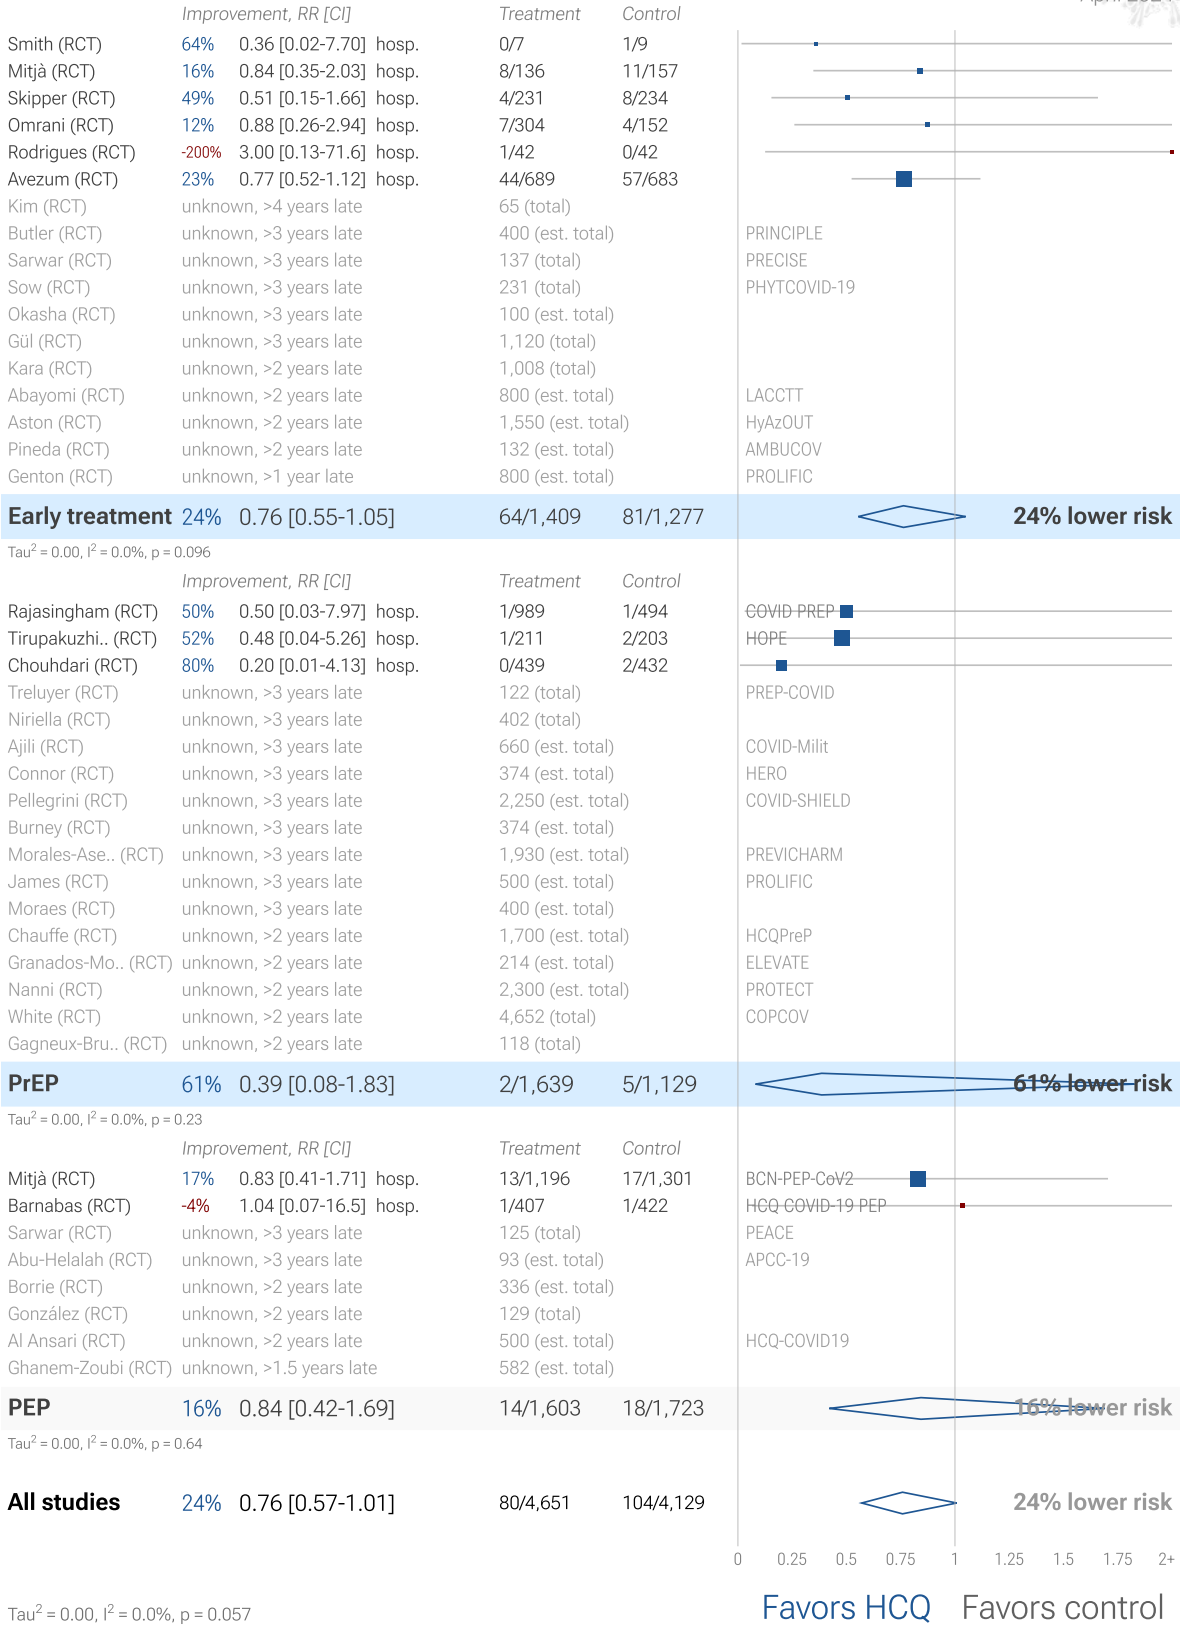 April 2024
Improvement, RR [CI] Treatment Control
Smith (RCT) 64% 0.36 [0.02-7.70] hosp. 0/7 1/9
Mitjà (RCT) 16% 0.84 [0.35-2.03] hosp. 8/136 11/157
Skipper (RCT) 49% 0.51 [0.15-1.66] hosp. 4/231 8/234
Omrani (RCT) 12% 0.88 [0.26-2.94] hosp. 7/304 4/152
Rodrigues (RCT) -200% 3.00 [0.13-71.6] hosp. 1/42 0/42
Avezum (RCT) 23% 0.77 [0.52-1.12] hosp. 44/689 57/683
Kim (RCT) unknown, >4 years late 65 (total)
Butler (RCT) unknown, >3 years late 400 (est. total) PRINCIPLE
Sarwar (RCT) unknown, >3 years late 137 (total) PRECISE
Sow (RCT) unknown, >3 years late 231 (total) PHYTCOVID-19
Okasha (RCT) unknown, >3 years late 100 (est. total)
Gül (RCT) unknown, >3 years late 1,120 (total)
Kara (RCT) unknown, >2 years late 1,008 (total)
Abayomi (RCT) unknown, >2 years late 800 (est. total) LACCTT
Aston (RCT) unknown, >2 years late 1,550 (est. total) HyAzOUT
Pineda (RCT) unknown, >2 years late 132 (est. total) AMBUCOV
Genton (RCT) unknown, >1 year late 800 (est. total) PROLIFIC
Early treatment 24% 0.76 [0.55-1.05] 64/1,409 81/1,277 24% lower risk
Tau² = 0.00, I² = 0.0%, p = 0.096
Improvement, RR [CI] Treatment Control
Rajasingham (RCT) 50% 0.50 [0.03-7.97] hosp. 1/989 1/494 COVID PREP
Tirupakuzhi.. (RCT) 52% 0.48 [0.04-5.26] hosp. 1/211 2/203 HOPE
Chouhdari (RCT) 80% 0.20 [0.01-4.13] hosp. 0/439 2/432
Treluyer (RCT) unknown, >3 years late 122 (total) PREP-COVID
Niriella (RCT) unknown, >3 years late 402 (total)
Ajili (RCT) unknown, >3 years late 660 (est. total) COVID-Milit
Connor (RCT) unknown, >3 years late 374 (est. total) HERO
Pellegrini (RCT) unknown, >3 years late 2,250 (est. total) COVID-SHIELD
Burney (RCT) unknown, >3 years late 374 (est. total)
Morales-Ase.. (RCT) unknown, >3 years late 1,930 (est. total) PREVICHARM
James (RCT) unknown, >3 years late 500 (est. total) PROLIFIC
Moraes (RCT) unknown, >3 years late 400 (est. total)
Chauffe (RCT) unknown, >2 years late 1,700 (est. total) HCQPreP
Granados-Mo.. (RCT) unknown, >2 years late 214 (est. total) ELEVATE
Nanni (RCT) unknown, >2 years late 2,300 (est. total) PROTECT
White (RCT) unknown, >2 years late 4,652 (total) COPCOV
Gagneux-Bru.. (RCT) unknown, >2 years late 118 (total)
PrEP 61% 0.39 [0.08-1.83] 2/1,639 5/1,129 61% lower risk
Tau² = 0.00, I² = 0.0%, p = 0.23
Improvement, RR [CI] Treatment Control
Mitjà (RCT) 17% 0.83 [0.41-1.71] hosp. 13/1,196 17/1,301 BCN-PEP-CoV2
Barnabas (RCT) -4% 1.04 [0.07-16.5] hosp. 1/407 1/422 HCQ COVID-19 PEP
Sarwar (RCT) unknown, >3 years late 125 (total) PEACE
Abu-Helalah (RCT) unknown, >3 years late 93 (est. total) APCC-19
Borrie (RCT) unknown, >2 years late 336 (est. total)
González (RCT) unknown, >2 years late 129 (total)
Al Ansari (RCT) unknown, >2 years late 500 (est. total) HCQ-COVID19
Ghanem-Zoubi (RCT) unknown, >1.5 years late 582 (est. total)
PEP 16% 0.84 [0.42-1.69] 14/1,603 18/1,723 16% lower risk
Tau² = 0.00, I² = 0.0%, p = 0.64
All studies 24% 0.76 [0.57-1.01] 80/4,651 104/4,129 24% lower risk
0 0.25 0.5 0.75 1 1.25 1.5 1.75 2+
Tau² = 0.00, I² = 0.0%, p = 0.057 Favors HCQ Favors control